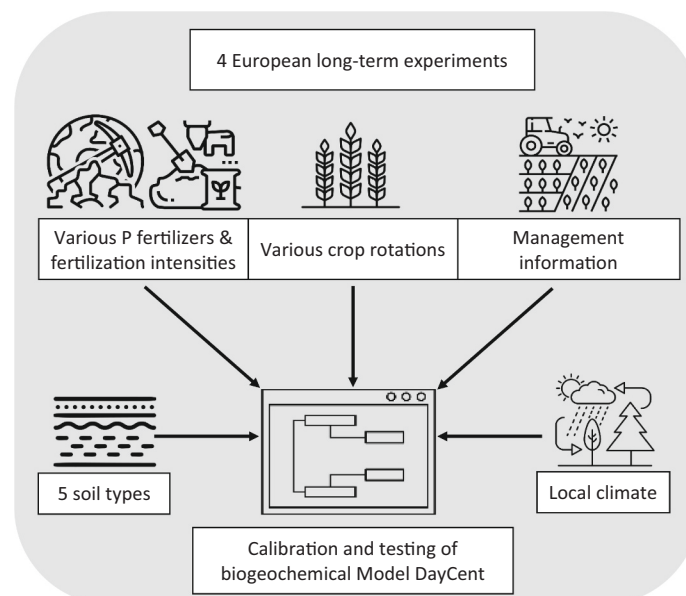 4 European long-term experiments
Various P fertilizers &
fertilization intensities
Various crop rotations
Management
information
5 soil types
Local climate
Calibration and testing of
biogeochemical Model DayCent